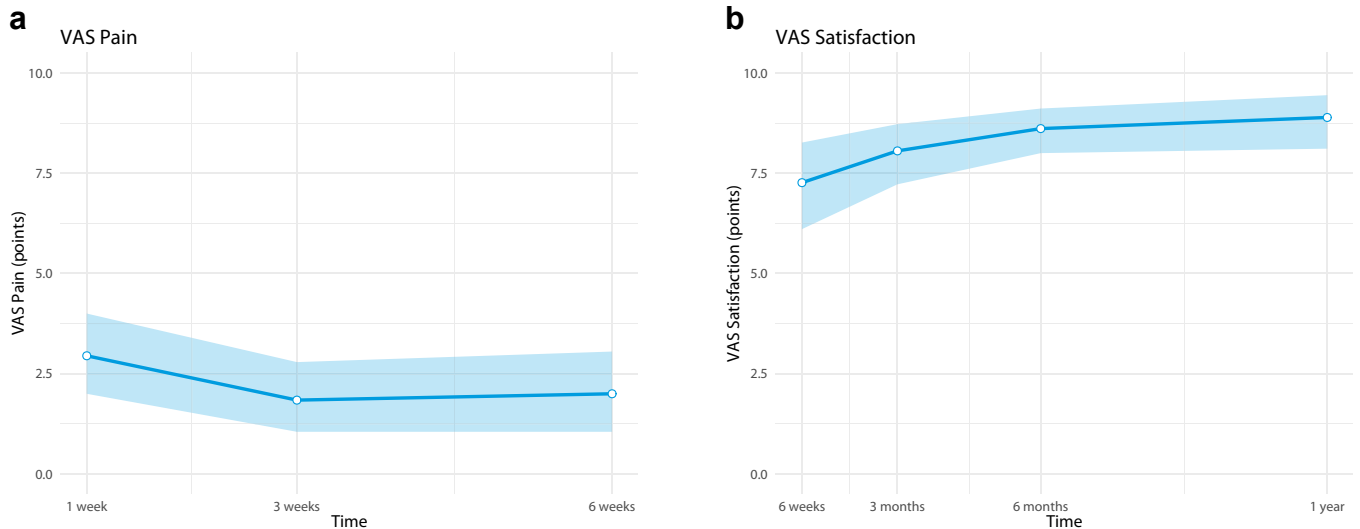 a
VAS Pain
VAS Pain (points)
10.0
7.5
5.0
2.5
0.0
1 week
3 weeks
6 weeks
Time
b
VAS Satisfaction
VAS Satisfaction (points)
10.0
7.5
5.0
2.5
0.0
6 weeks
3 months
6 months
1 year
Time